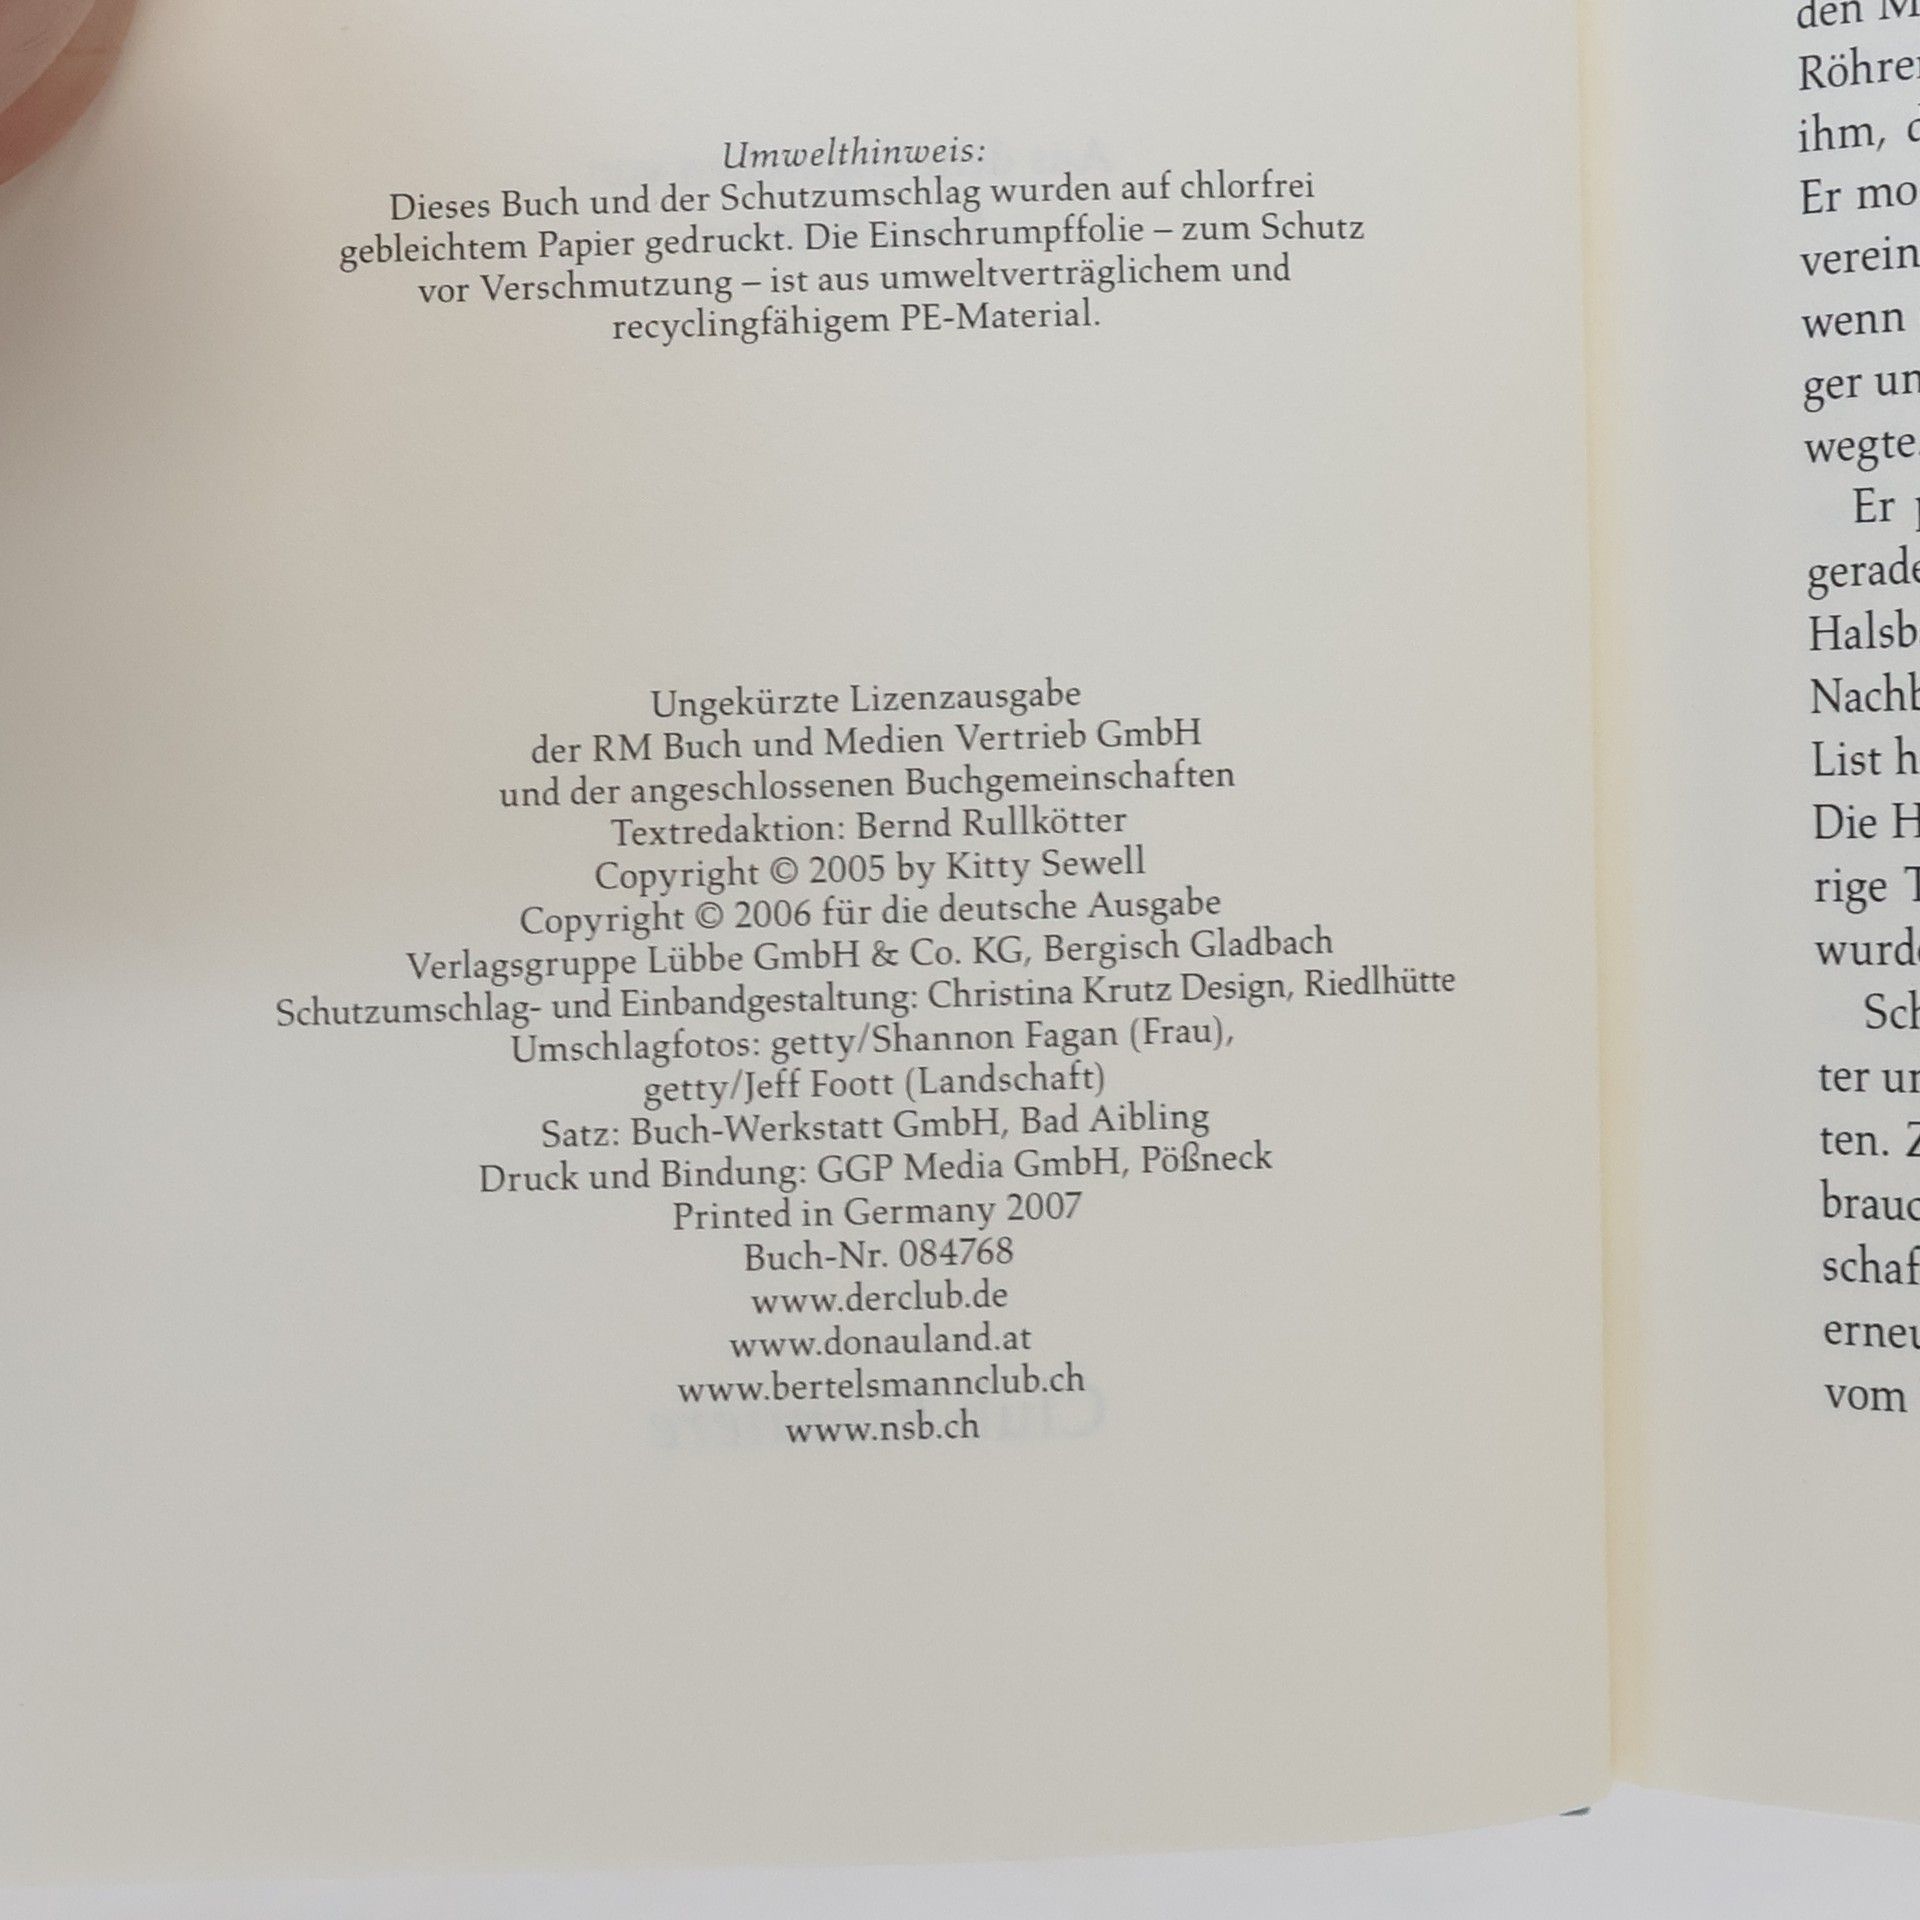 Umwelthinweis:
Dieses Buch und der Schutzumschlag wurden auf chlorfrei
gebleichtem Papier gedruckt. Die Einschrumpffolie – zum Schutz
vor Verschmutzung – ist aus umweltverträglichem und
recyclingfähigem PE-Material.
Ungekürzte Lizenzausgabe
der RM Buch und Medien Vertrieb GmbH
und der angeschlossenen Buchgemeinschaften
Textredaktion: Bernd Rullkötter
Copyright © 2005 by Kitty Sewell
Copyright © 2006 für die deutsche Ausgabe
Verlagsgruppe Lübbe GmbH & Co. KG, Bergisch Gladbach
Schutzumschlag- und Einbandgestaltung: Christina Krutz Design, Riedlhütte
Umschlagfotos: getty/Shannon Fagan (Frau),
getty/Jeff Foott (Landschaft)
Satz: Buch-Werkstatt GmbH, Bad Aibling
Druck und Bindung: GGP Media GmbH, Pößneck
Printed in Germany 2007
Buch-Nr. 084768
www.derclub.de
www.donauland.at
www.bertelsmannclub.ch
www.nsb.ch
den
ihm,
Er
wenn
ger
Er
List
Die
rige
ter
ten.
vom